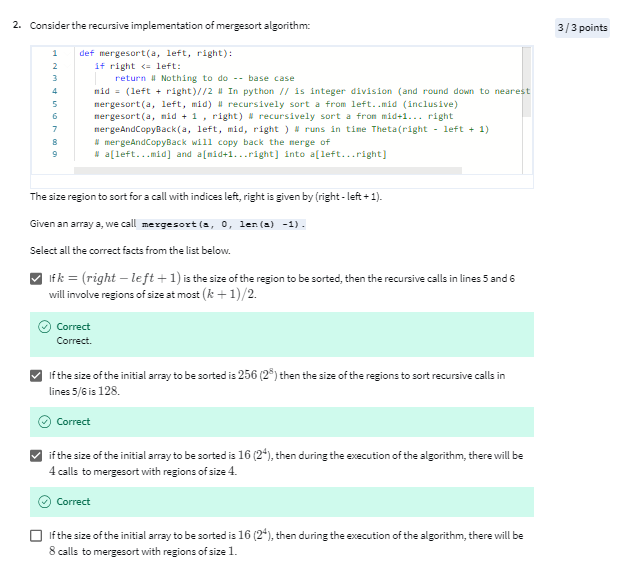 2. Consider the recursive implementation of mergesort algorithm:
3 / 3 points
1 def mergesort(a, left, right):
2 if right <= left:
3 return # Nothing to do -- base case
4 mid = (left + right)//2 # In python // is integer division (and round down to nearest
5 mergesort(a, left, mid) # recursively sort a from left..mid (inclusive)
6 mergesort(a, mid + 1 , right) # recursively sort a from mid+1... right
7 mergeAndCopyBack(a, left, mid, right ) # runs in time Theta(right - left + 1)
8 # mergeAndCopyBack will copy back the merge of
9 # a[left...mid] and a[mid+1...right] into a[left...right]
The size region to sort for a call with indices left, right is given by (right - left + 1).
Given an array a, we call mergesort(a, 0, len(a) -1).
Select all the correct facts from the list below.
If k = (right − left + 1) is the size of the region to be sorted, then the recursive calls in lines 5 and 6
will involve regions of size at most (k + 1)/2.
Correct
Correct.
If the size of the initial array to be sorted is 256 (2⁸) then the size of the regions to sort recursive calls in
lines 5/6 is 128.
Correct
if the size of the initial array to be sorted is 16 (2⁴), then during the execution of the algorithm, there will be
4 calls to mergesort with regions of size 4.
Correct
If the size of the initial array to be sorted is 16 (2⁴), then during the execution of the algorithm, there will be
8 calls to mergesort with regions of size 1.